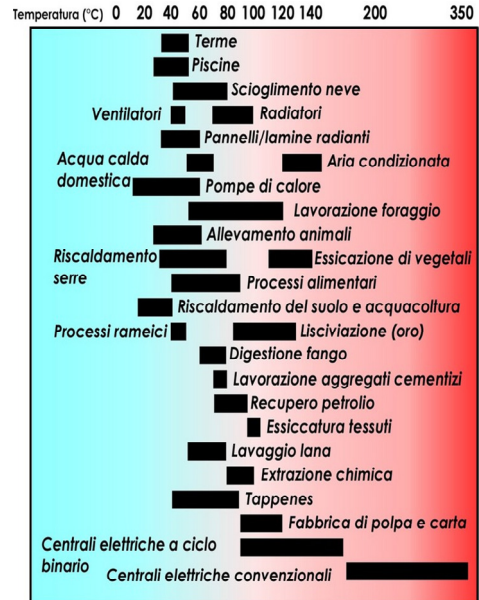 Temperatura (°C) 0 20 40 60 80 100 120 140 200 350
Terme
Piscine
Scioglimento neve
Ventilatori Radiatori
Pannelli/lamine radianti
Acqua calda Aria condizionata
domestica Pompe di calore
Lavorazione foraggio
Allevamento animali
Riscaldamento Essicazione di vegetali
serre Processi alimentari
Riscaldamento del suolo e acquacoltura
Processi rameici Lisciviazione (oro)
Digestione fango
Lavorazione aggregati cementizi
Recupero petrolio
Essiccatura tessuti
Lavaggio lana
Extrazione chimica
Tappenes
Fabbrica di polpa e carta
Centrali elettriche a ciclo
binario
Centrali elettriche convenzionali